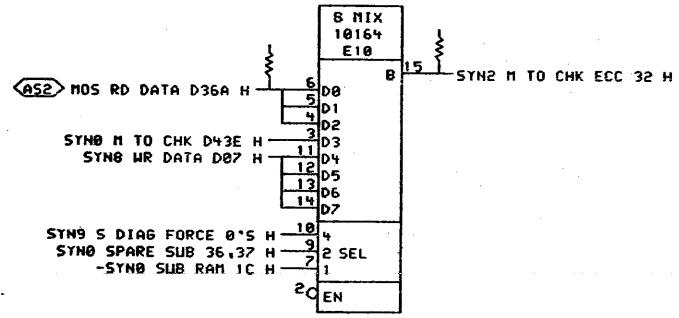 8 MIX
10164
E10
15
B
SYN2 M TO CHK ECC 32 H
AS2 MOS RD DATA D36A H
6 D0
5 D1
4 D2
SYN0 M TO CHK D43E H 3 D3
SYN8 WR DATA D07 H 11 D4
12 D5
13 D6
14 D7
SYN9 S DIAG FORCE 0'S H 10 4
SYN0 SPARE SUB 36,37 H 9 2 SEL
-SYN0 SUB RAM 1C H 7 1
2 EN